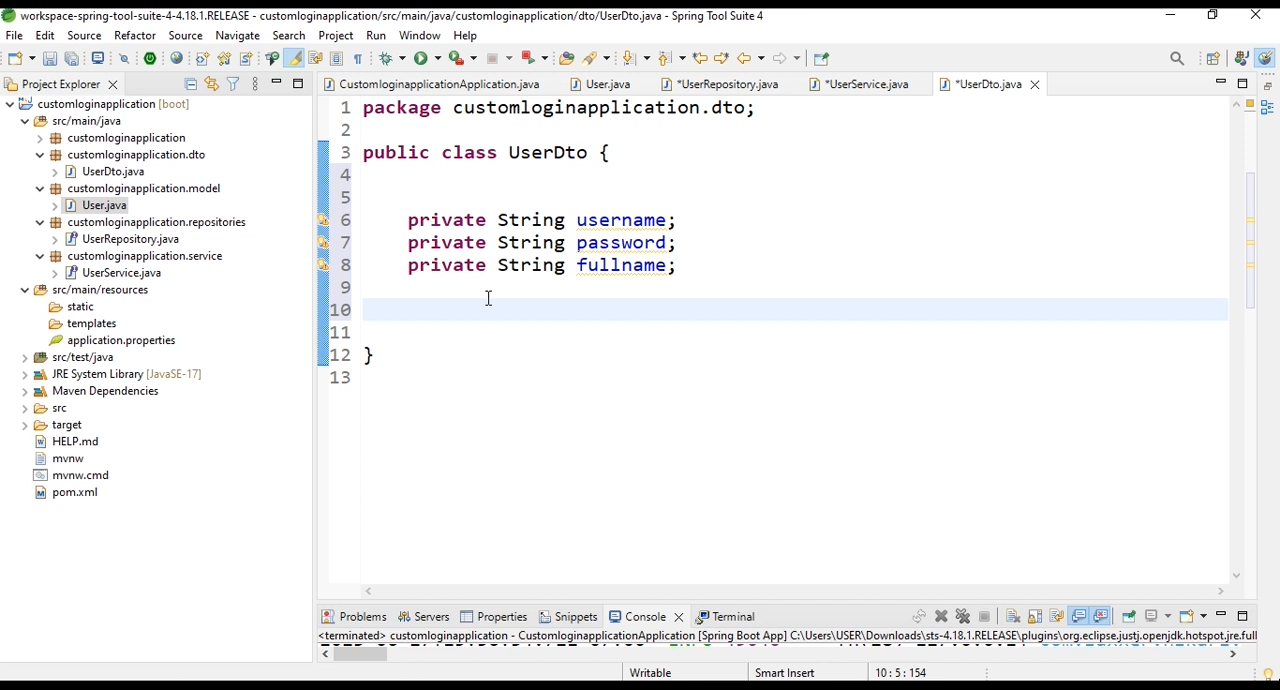 workspace-spring-tool-suite-4-4.18.1.RELEASE - customloginapplication/src/main/java/customloginapplication/dto/UserDto.java - Spring Tool Suite 4
File Edit Source Refactor Source Navigate Search Project Run Window Help
Project Explorer
CustomloginapplicationApplication.java User.java *UserRepository.java *UserService.java *UserDto.java
customloginapplication [boot]
src/main/java
customloginapplication
customloginapplication.dto
UserDto.java
customloginapplication.model
User.java
customloginapplication.repositories
UserRepository.java
customloginapplication.service
UserService.java
src/main/resources
static
templates
application.properties
src/test/java
JRE System Library [JavaSE-17]
Maven Dependencies
src
target
HELP.md
mvnw
mvnw.cmd
pom.xml
1 package customloginapplication.dto;
2
3 public class UserDto {
4
5
6 private String username;
7 private String password;
8 private String fullname;
9
10
11
12 }
13
Problems Servers Properties Snippets Console Terminal
<terminated> customloginapplication - CustomloginapplicationApplication [Spring Boot App] C:\Users\USER\Downloads\sts-4.18.1.RELEASE\plugins\org.eclipse.justj.openjdk.hotspot.jre.full
Writable Smart Insert 10 : 5 : 154